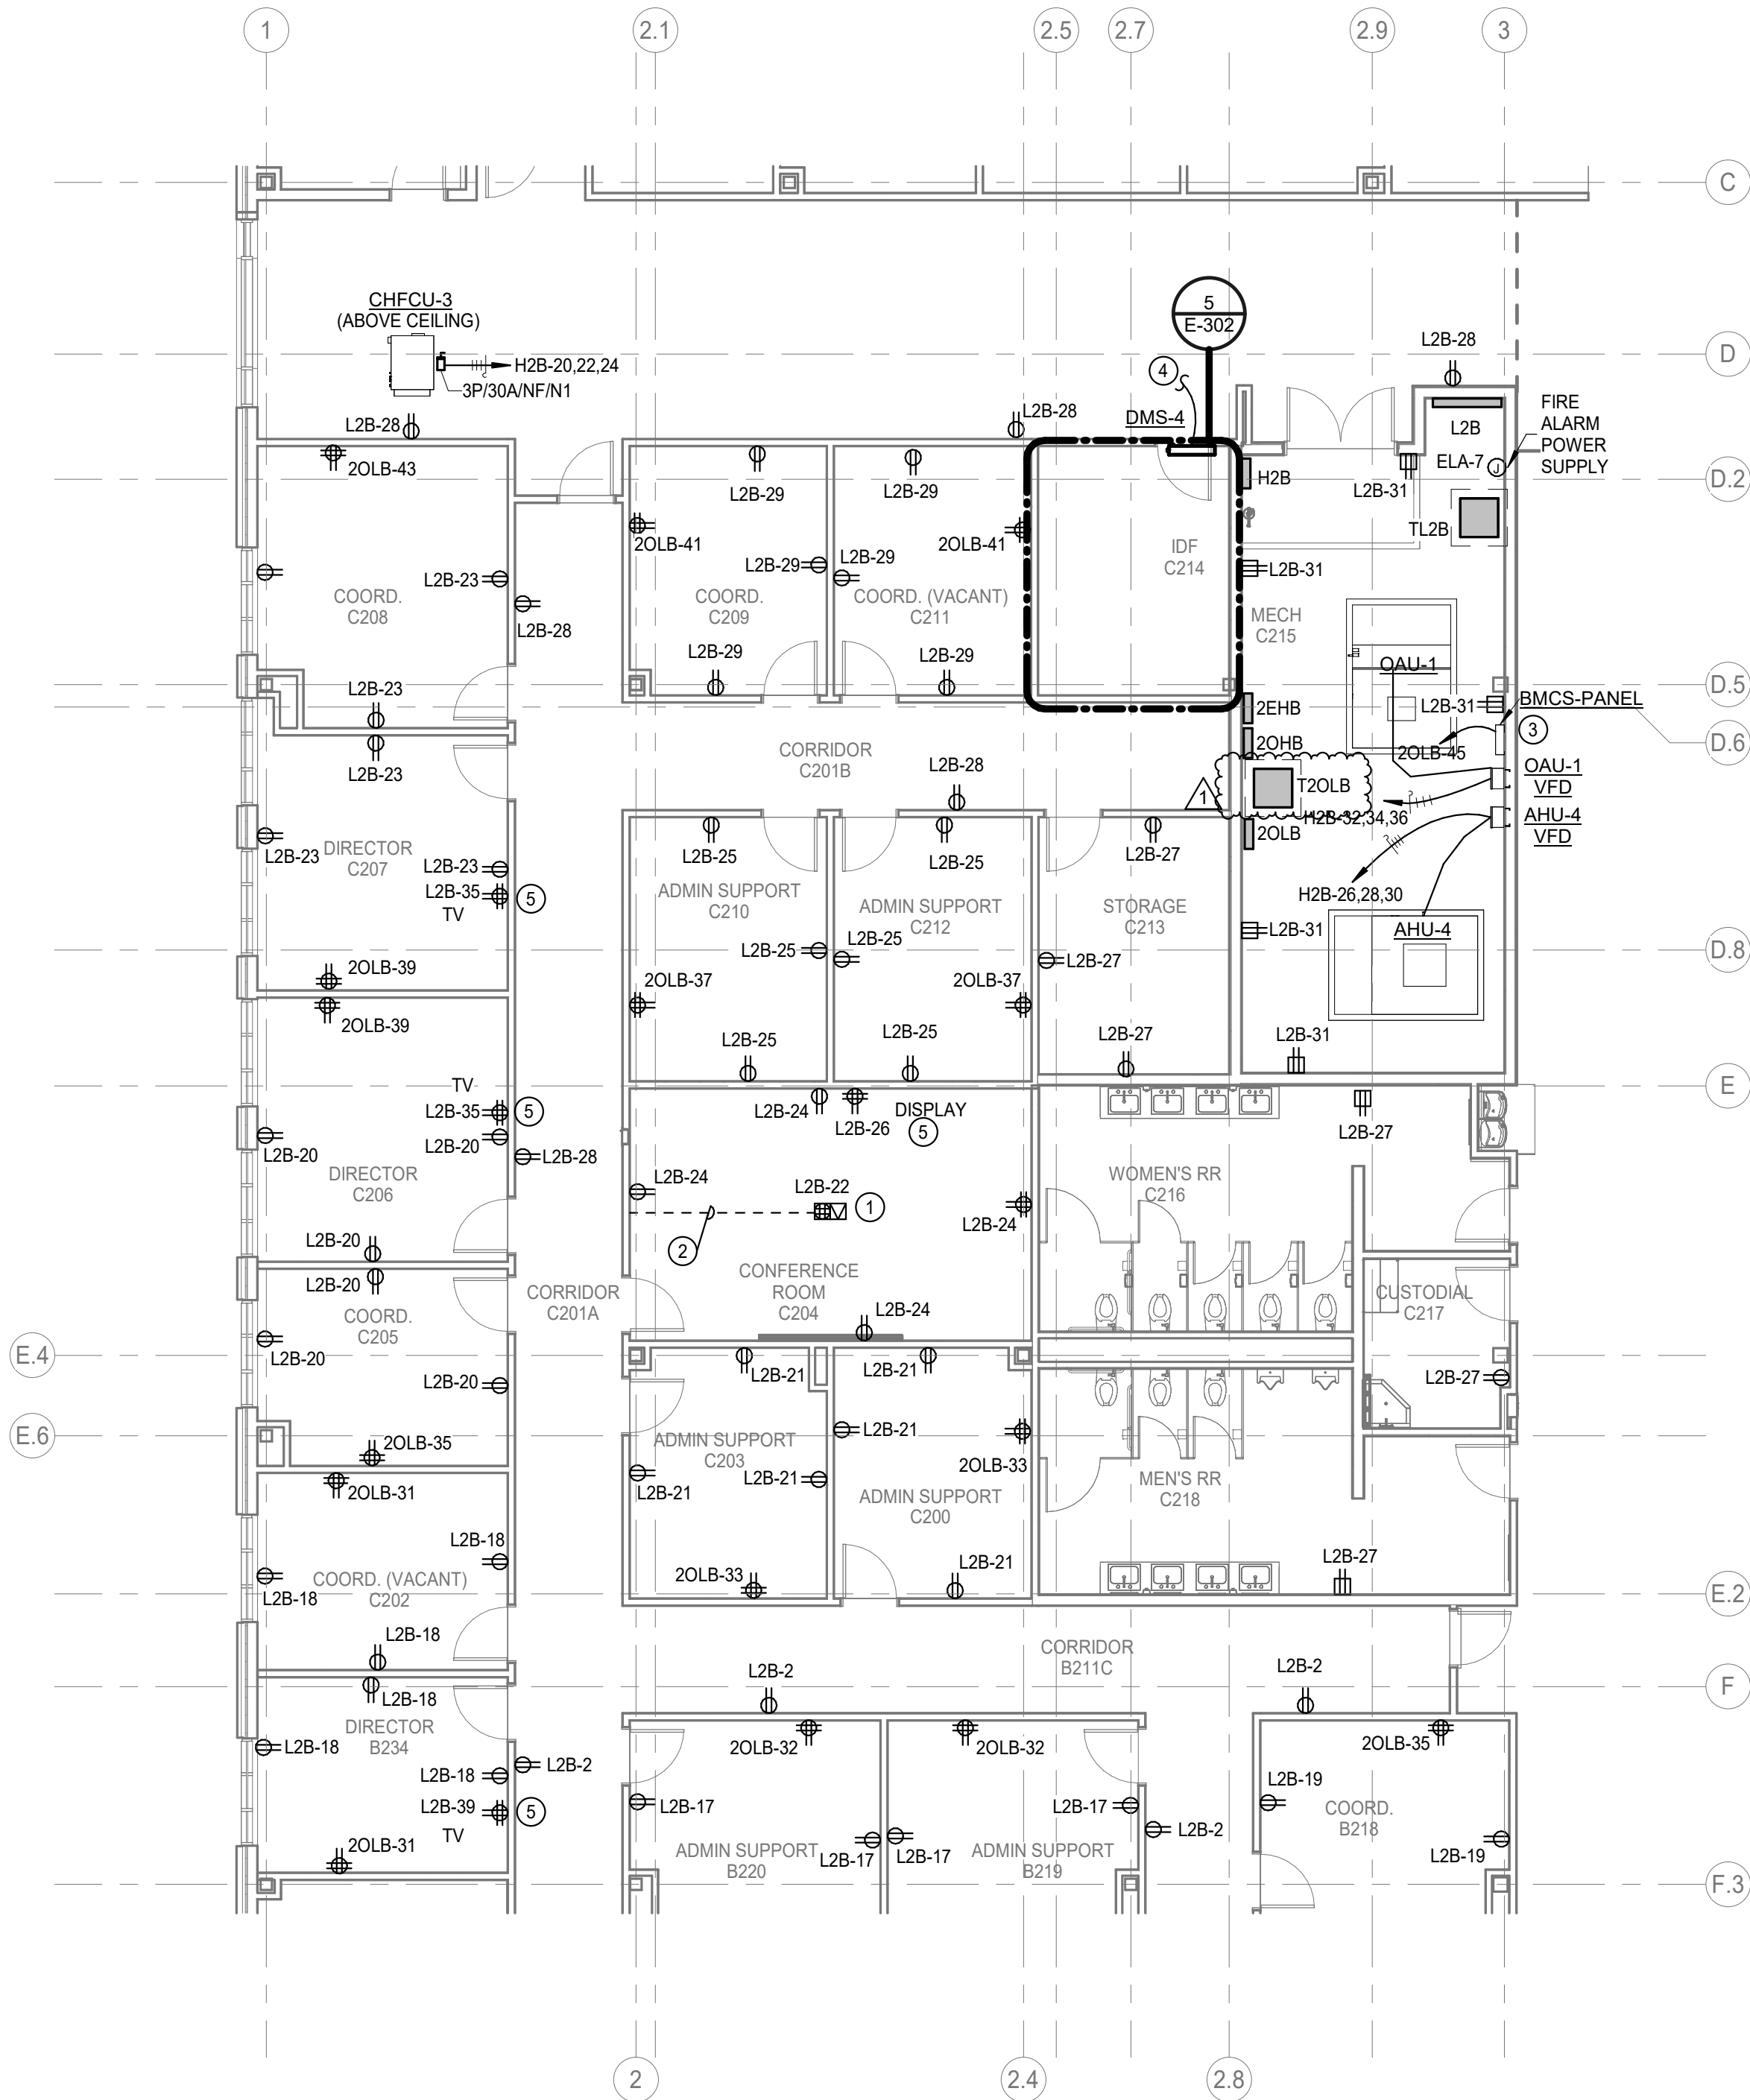 1
2.1
2.5
2.7
2.9
3
C
5
E-302
CHFCU-3
(ABOVE CEILING)
H2B-20,22,24
3P/30A/NF/N1
L2B-28
D
4
DMS-4
L2B-28
L2B-28
L2B
FIRE
ALARM
POWER
SUPPLY
2OLB-43
L2B-29
L2B-29
H2B
L2B-31
ELA-7
J
D.2
TL2B
2OLB-41
2OLB-41
IDF
C214
L2B-23
L2B-29
L2B-29
L2B-31
COORD.
C208
L2B-28
COORD.
C209
COORD. (VACANT)
C211
MECH
C215
L2B-29
L2B-29
OAU-1
D.5
L2B-23
L2B-31
BMCS-PANEL
2EHB
3
2OHB
2OLB-45
D.6
L2B-23
CORRIDOR
C201B
L2B-28
OAU-1
VFD
T2OLB
1
H2B-32,34,36
AHU-4
VFD
2OLB
L2B-23
DIRECTOR
C207
L2B-23
L2B-35
5
TV
L2B-25
L2B-25
L2B-27
ADMIN SUPPORT
C210
ADMIN SUPPORT
C212
STORAGE
C213
H2B-26,28,30
L2B-25
L2B-25
L2B-27
L2B-31
AHU-4
D.8
2OLB-39
2OLB-37
2OLB-37
2OLB-39
L2B-25
L2B-25
L2B-27
L2B-31
E
TV
L2B-35
5
L2B-20
L2B-20
L2B-28
L2B-24
L2B-26
DISPLAY
5
L2B-27
DIRECTOR
C206
L2B-24
L2B-22
1
L2B-24
2
WOMEN'S RR
C216
L2B-20
L2B-20
CORRIDOR
C201A
CONFERENCE
ROOM
C204
L2B-24
CUSTODIAL
C217
COORD.
C205
L2B-20
L2B-20
E.4
L2B-21
L2B-21
L2B-27
E.6
2OLB-35
ADMIN SUPPORT
C203
L2B-21
L2B-21
L2B-21
2OLB-33
ADMIN SUPPORT
C200
MEN'S RR
C218
2OLB-31
L2B-18
COORD. (VACANT)
C202
L2B-18
2OLB-33
L2B-21
L2B-27
E.2
L2B-18
CORRIDOR
B211C
L2B-2
L2B-2
F
L2B-18
DIRECTOR
B234
L2B-18
L2B-18
L2B-2
L2B-39
5
TV
2OLB-31
2OLB-32
2OLB-32
2OLB-35
L2B-17
L2B-17
L2B-2
L2B-19
COORD.
B218
L2B-19
ADMIN SUPPORT
B220
L2B-17
L2B-17
ADMIN SUPPORT
B219
F.3
2
2.4
2.8